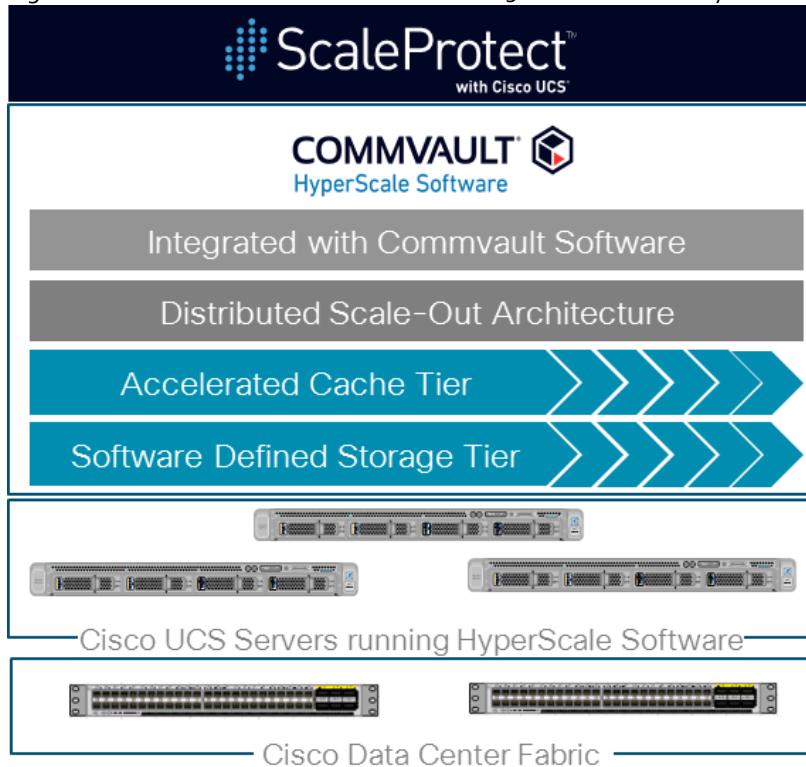 ScaleProtect™
with Cisco UCS®
COMMVAULT®
HyperScale Software
Integrated with Commvault Software
Distributed Scale-Out Architecture
Accelerated Cache Tier
Software Defined Storage Tier
Cisco UCS Servers running HyperScale Software
Cisco Data Center Fabric